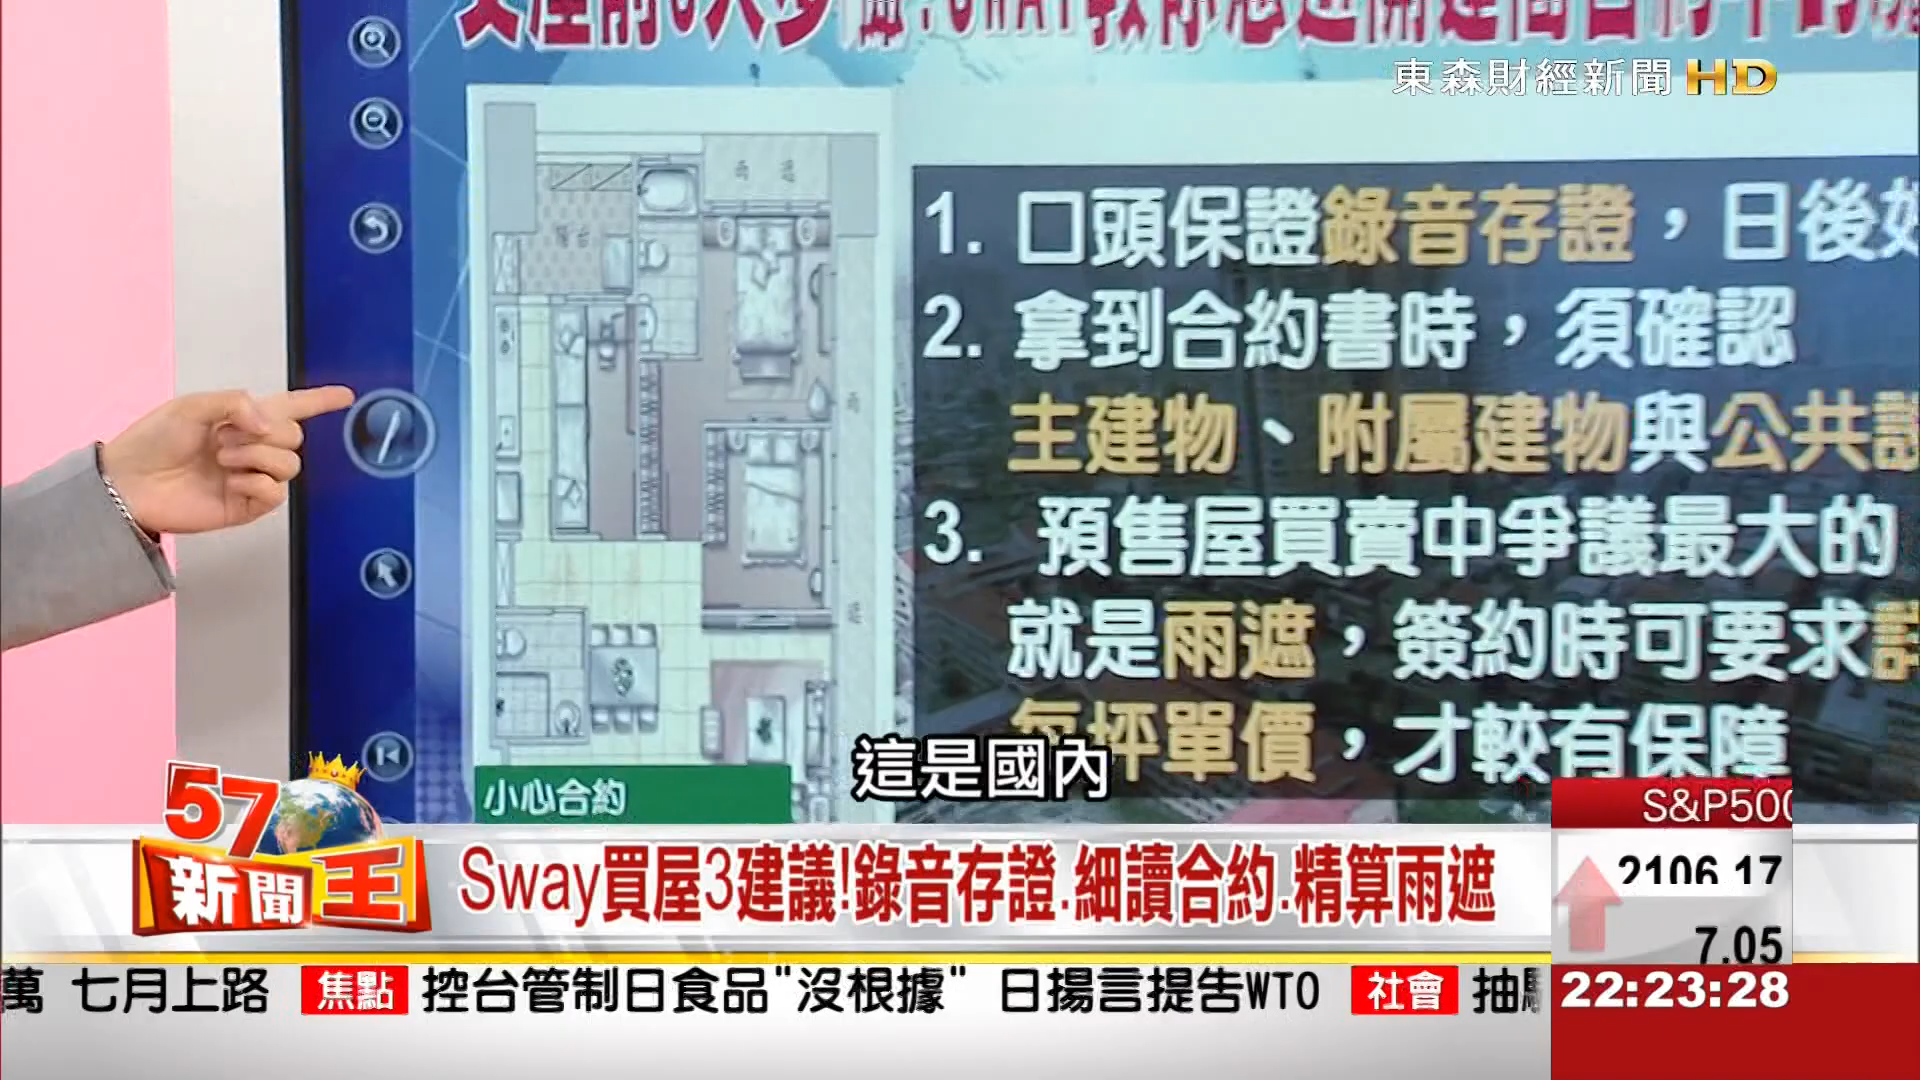 東森財經新聞HD
1. 口頭保證錄音存證，日後
2. 拿到合約書時，須確認
主建物、附屬建物與公共
3. 預售屋買賣中爭議最大的
就是雨遮，簽約時可要求
每坪單價，才較有保障
小心合約
這是國內
S&P500
57
新聞王
Sway買屋3建議!錄音存證.細讀合約.精算雨遮
2106.17
7.05
萬 七月上路 焦點 控台管制日食品"沒根據" 日揚言提告WTO 社會 抽
22:23:28